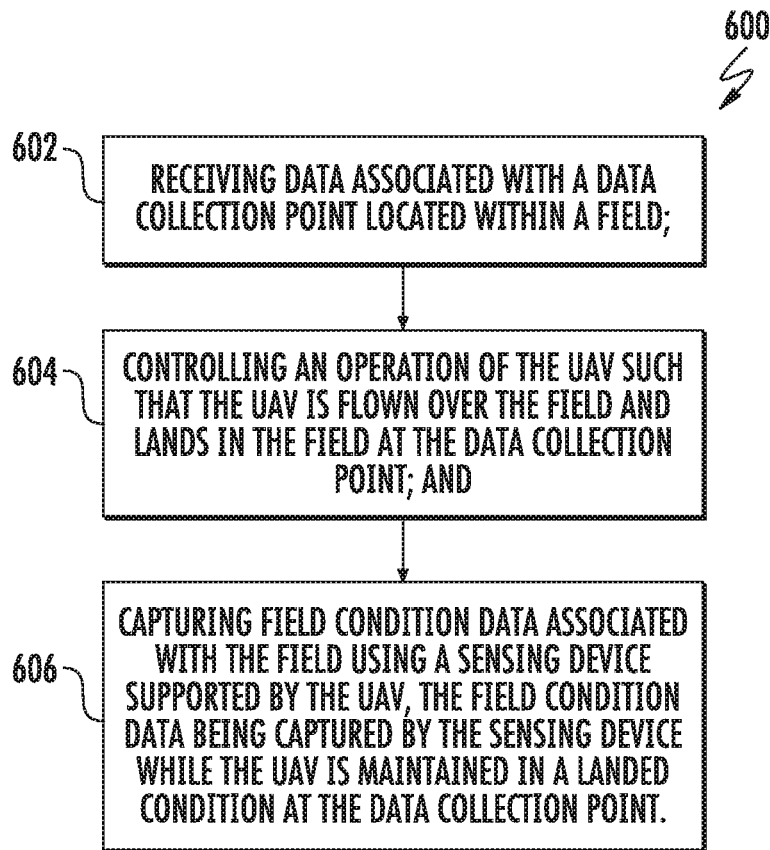 600
602
RECEIVING DATA ASSOCIATED WITH A DATA
COLLECTION POINT LOCATED WITHIN A FIELD;
604
CONTROLLING AN OPERATION OF THE UAV SUCH
THAT THE UAV IS FLOWN OVER THE FIELD AND
LANDS IN THE FIELD AT THE DATA COLLECTION
POINT; AND
606
CAPTURING FIELD CONDITION DATA ASSOCIATED
WITH THE FIELD USING A SENSING DEVICE
SUPPORTED BY THE UAV, THE FIELD CONDITION
DATA BEING CAPTURED BY THE SENSING DEVICE
WHILE THE UAV IS MAINTAINED IN A LANDED
CONDITION AT THE DATA COLLECTION POINT.